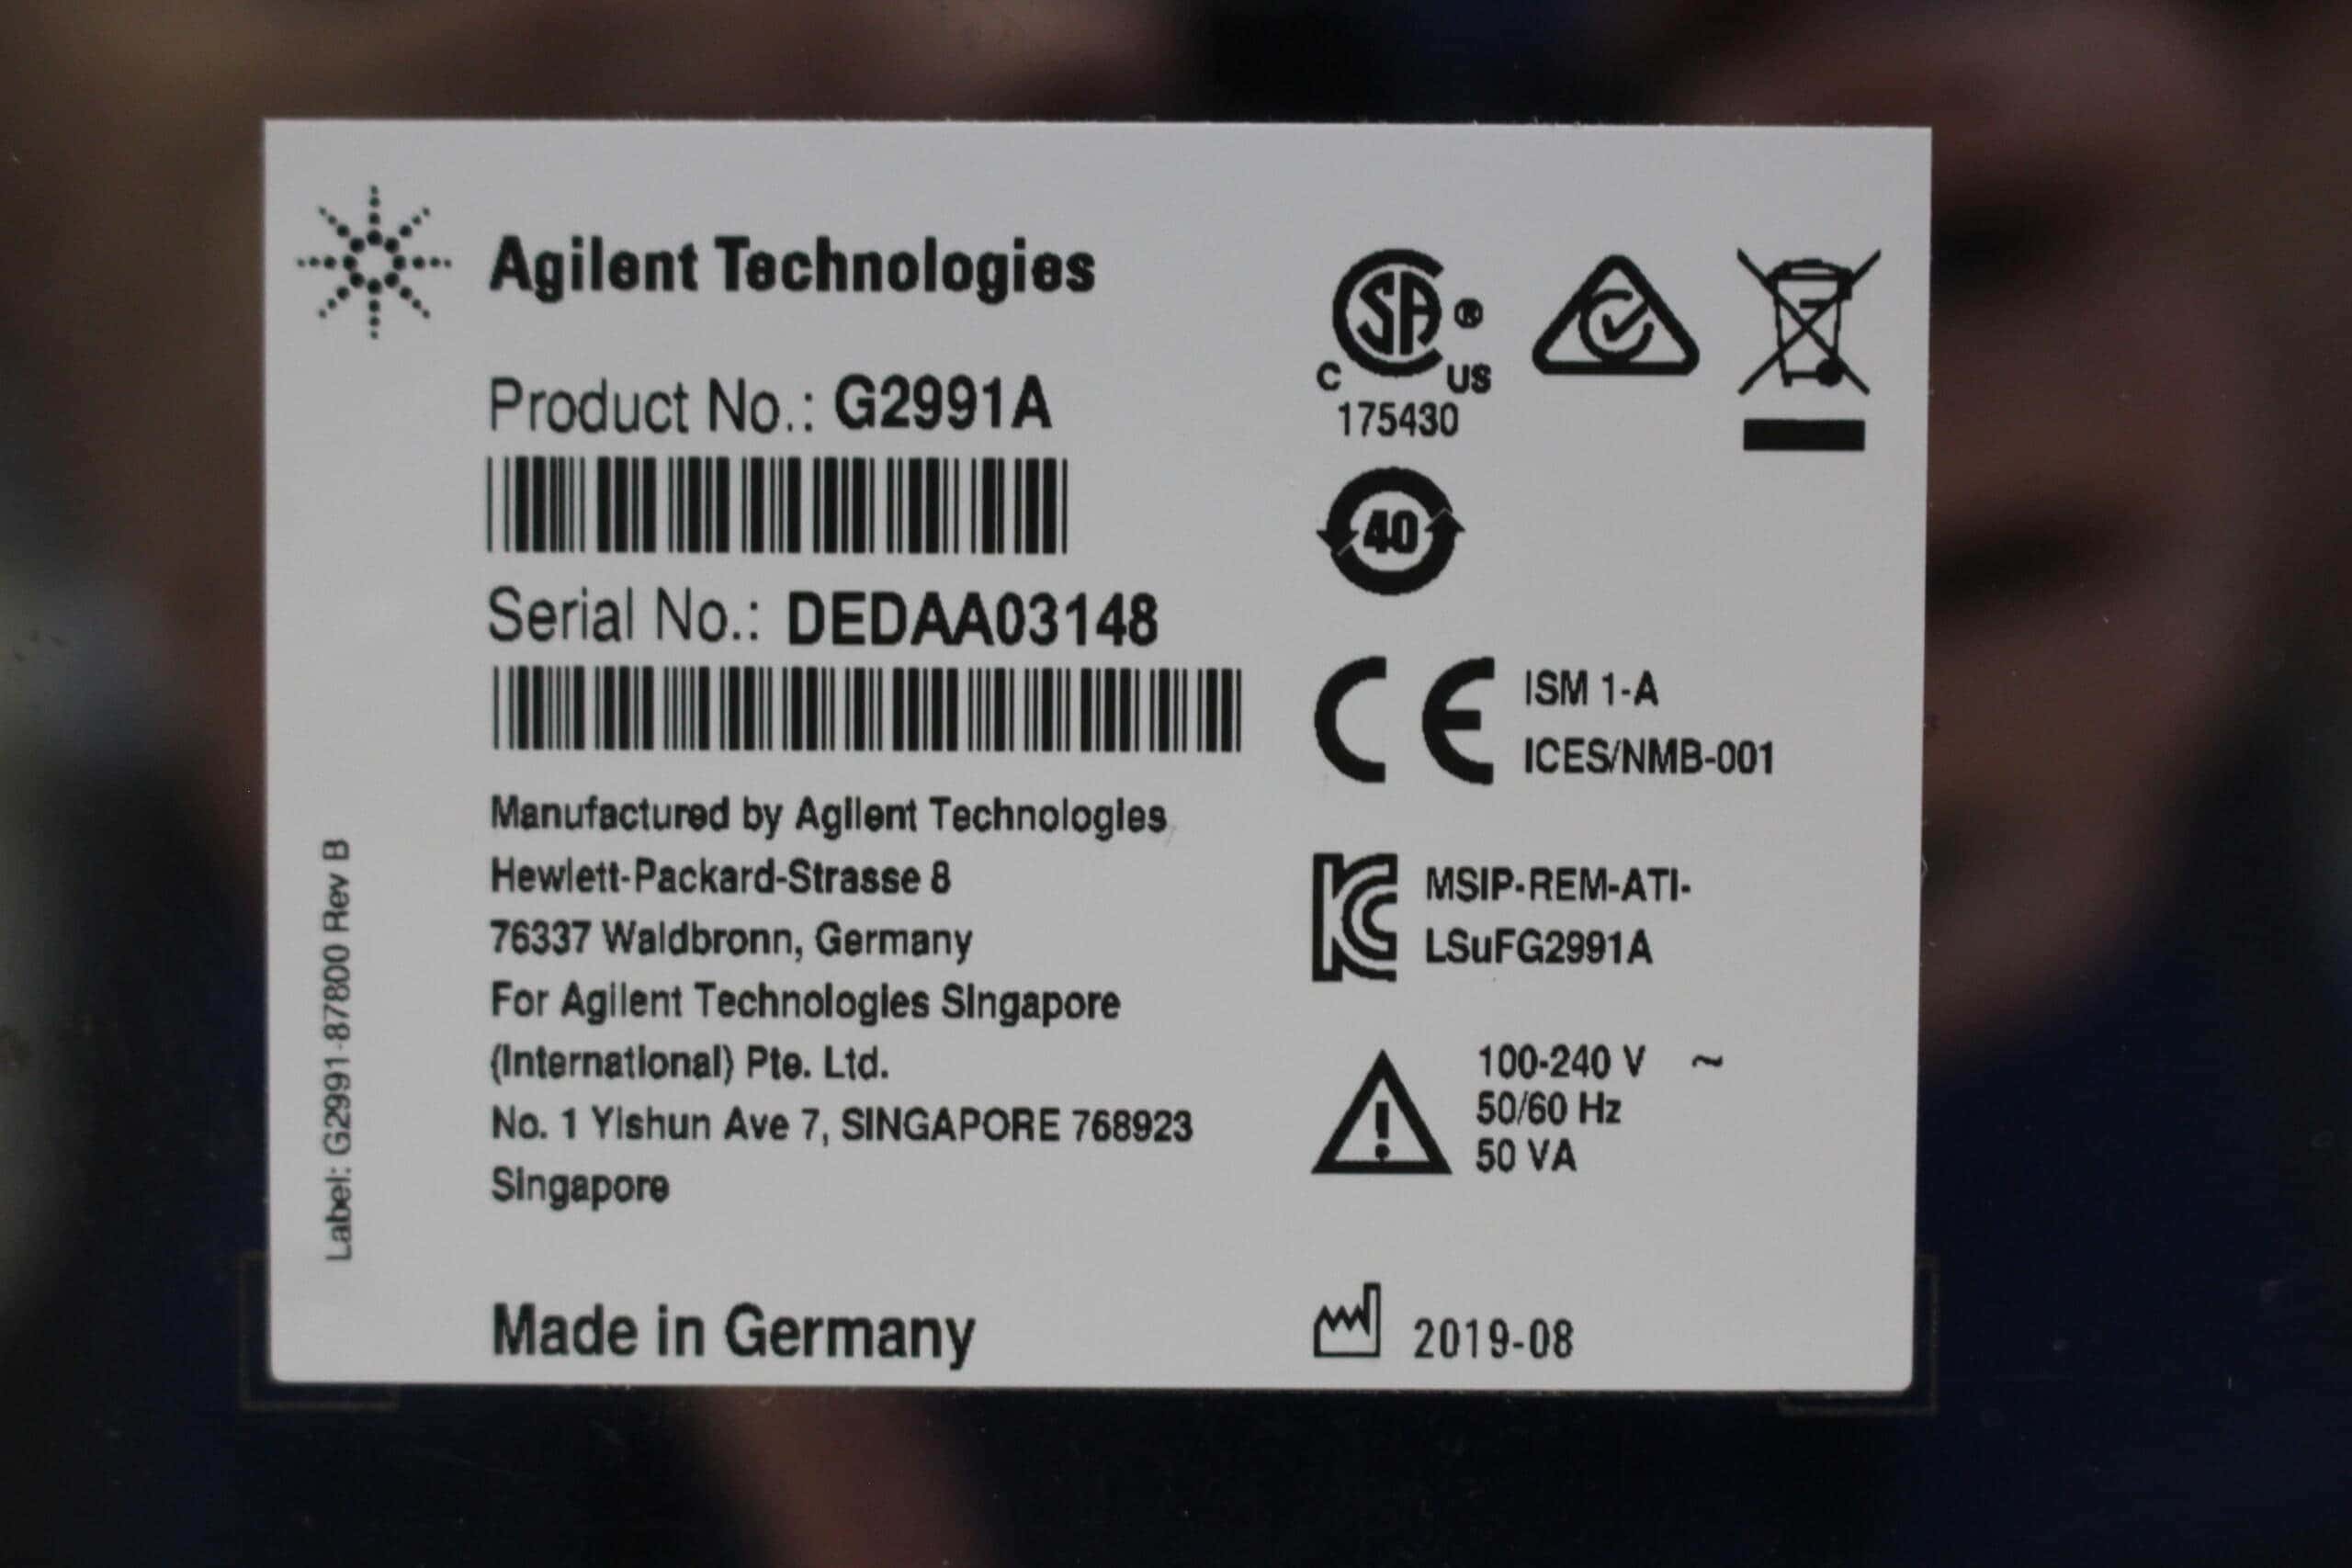 Agilent Technologies
Product No.: G2991A
Serial No.: DEDAA03148
Manufactured by Agilent Technologies
Hewlett-Packard-Strasse 8
76337 Waldbronn, Germany
For Agilent Technologies Singapore
(International) Pte. Ltd.
No. 1 Yishun Ave 7, SINGAPORE 768923
Singapore
Made in Germany
Label: G2991-87800 Rev B
SA ®
C US
175430
40
CE ISM 1-A
ICES/NMB-001
KC MSIP-REM-ATI-
LSuFG2991A
! 100-240 V ~
50/60 Hz
50 VA
2019-08